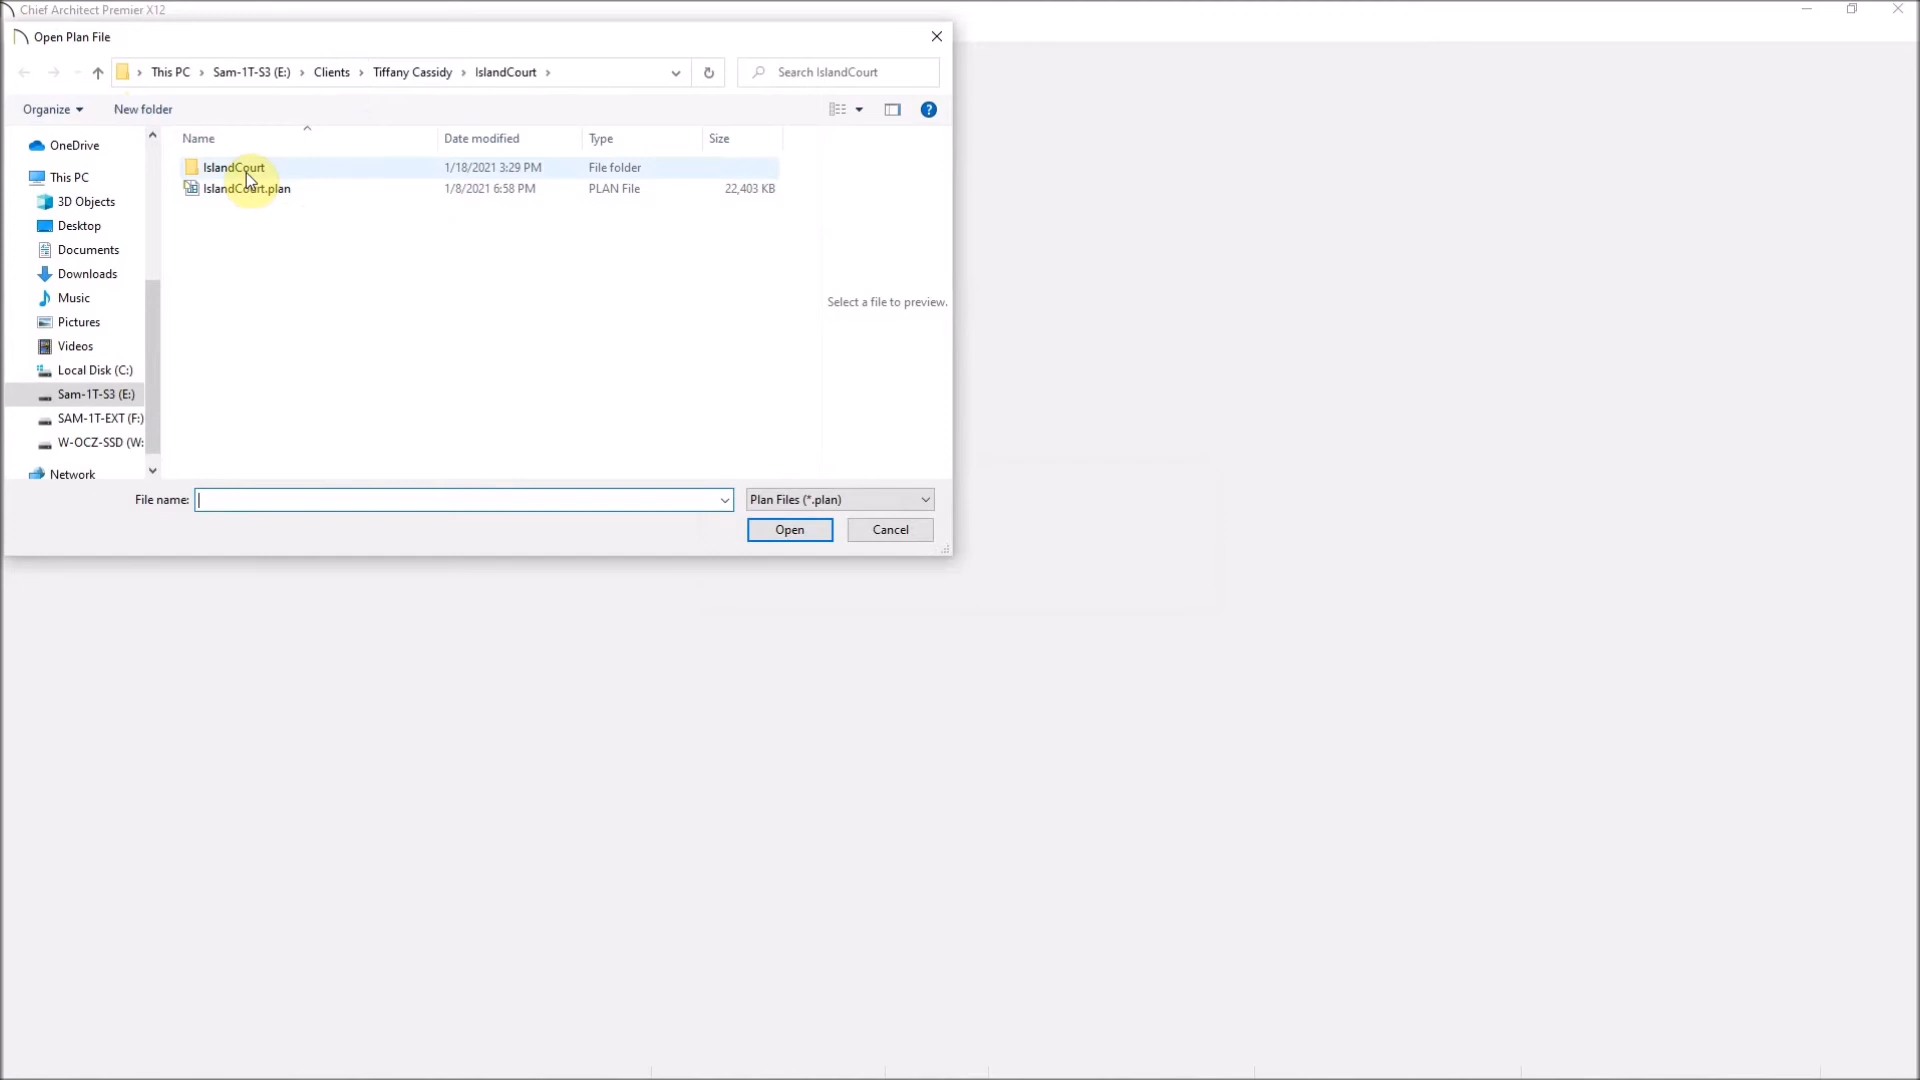 Chief Architect Premier X12
Open Plan File
This PC > Sam-1T-S3 (E:) > Clients > Tiffany Cassidy > IslandCourt >
Search IslandCourt
Organize
New folder
Name
Date modified
Type
Size
OneDrive
This PC
3D Objects
Desktop
Documents
Downloads
Music
Pictures
Videos
Local Disk (C:)
Sam-1T-S3 (E:)
SAM-1T-EXT (F:)
W-OCZ-SSD (W:
Network
IslandCourt 1/18/2021 3:29 PM File folder
IslandCourt.plan 1/8/2021 6:58 PM PLAN File 22,403 KB
Select a file to preview.
File name:
Plan Files (*.plan)
Open
Cancel